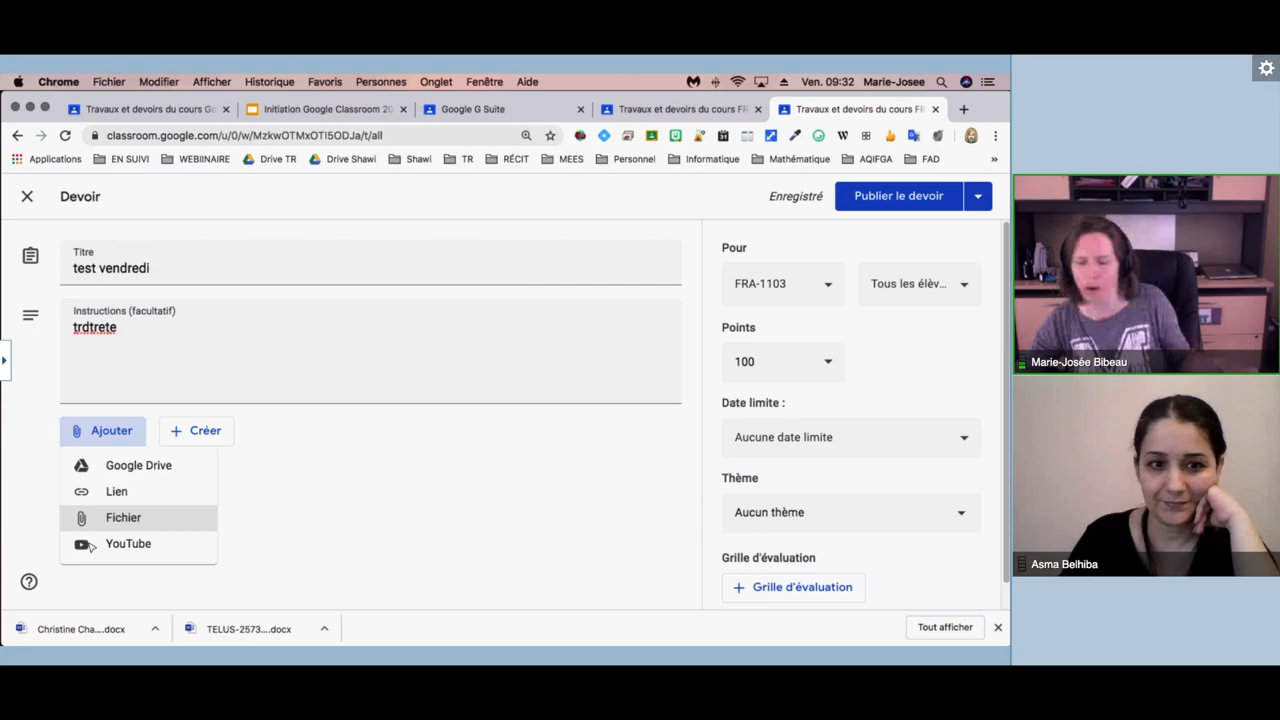 Chrome Fichier Modifier Afficher Historique Favoris Personnes Onglet Fenêtre Aide Ven. 09:32 Marie-Josee
Travaux et devoirs du cours Go Initiation Google Classroom 20 Google G Suite Travaux et devoirs du cours FR Travaux et devoirs du cours FR
classroom.google.com/u/0/w/MzkwOTMxOTI5ODJa/t/all
Applications EN SUIVI WEBIINAIRE Drive TR Drive Shawi Shawi TR RÉCIT MEES Personnel Informatique Mathématique AQIFGA FAD »
Devoir Enregistré Publier le devoir
Titre
test vendredi
Instructions (facultatif)
trdtrete
Ajouter Créer
Google Drive
Lien
Fichier
YouTube
Pour
FRA-1103 Tous les élèv...
Points
100
Date limite :
Aucune date limite
Thème
Aucun thème
Grille d'évaluation
Grille d'évaluation
Christine Cha....docx TELUS-2573....docx Tout afficher
Marie-Josée Bibeau
Asma Belhiba